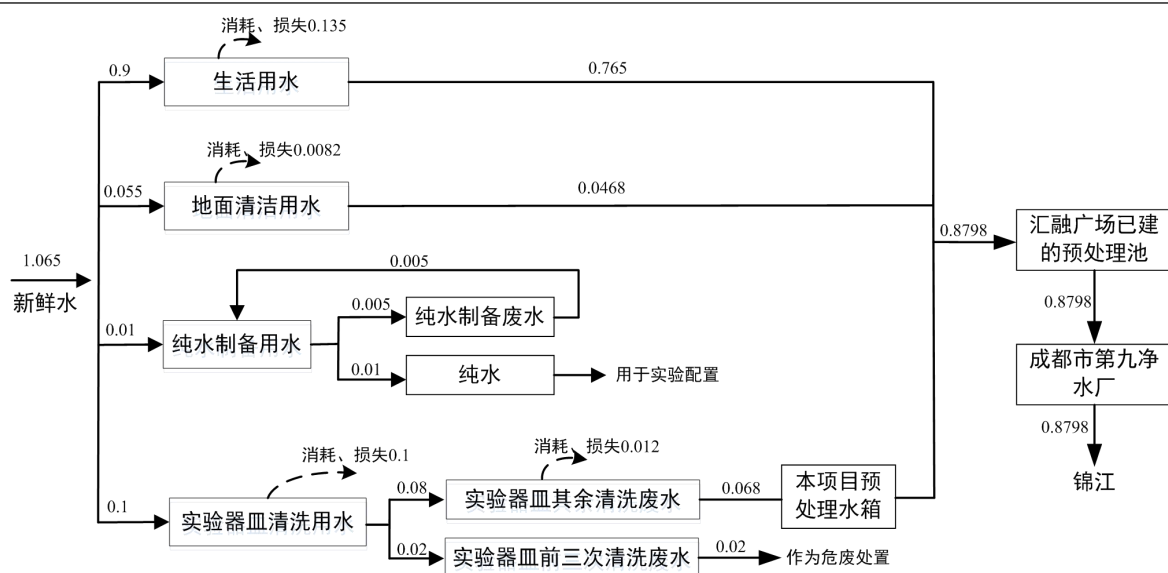 消耗、损失0.135
0.9
生活用水
0.765
消耗、损失0.0082
0.055
地面清洁用水
0.0468
1.065
新鲜水
0.8798
汇融广场已建
的预处理池
0.005
0.01
纯水制备用水
0.005
纯水制备废水
0.01
纯水
用于实验配置
0.8798
成都市第九净
水厂
0.8798
锦江
消耗、损失0.1
0.1
实验器皿清洗用水
消耗、损失0.012
0.08
实验器皿其余清洗废水
0.068
本项目预
处理水箱
0.02
实验器皿前三次清洗废水
0.02
作为危废处置